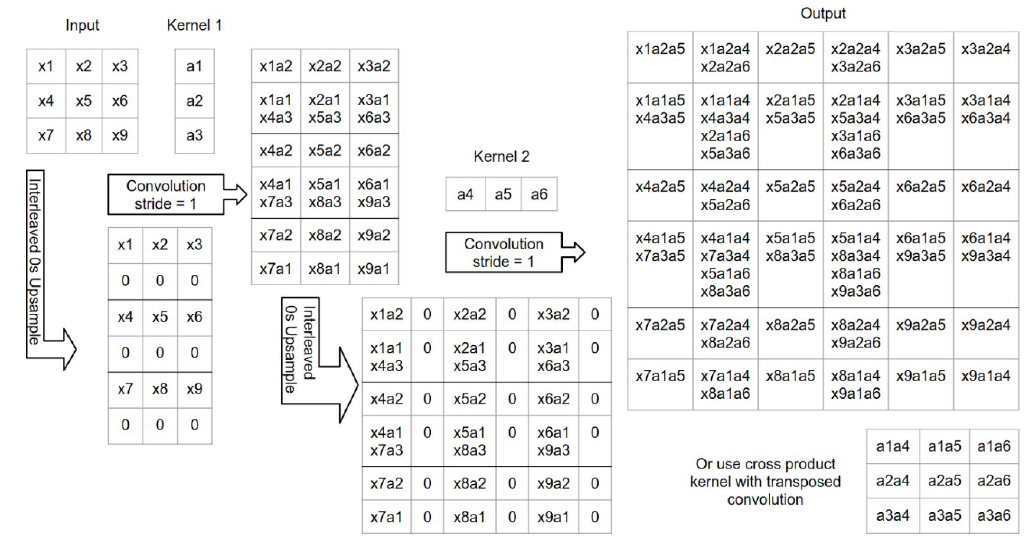 Input
Kernel 1
x1 x2 x3
x4 x5 x6
x7 x8 x9
a1
a2
a3
Interleaved 0s Upsample
x1 x2 x3
0 0 0
x4 x5 x6
0 0 0
x7 x8 x9
0 0 0
Convolution
stride = 1
x1a2 x2a2 x3a2
x1a1 x2a1 x3a1
x4a3 x5a3 x6a3
x4a2 x5a2 x6a2
x4a1 x5a1 x6a1
x7a3 x8a3 x9a3
x7a2 x8a2 x9a2
x7a1 x8a1 x9a1
Interleaved
0s Upsample
x1a2 0 x2a2 0 x3a2 0
x1a1 0 x2a1 0 x3a1 0
x4a3 x5a3 x6a3
x4a2 0 x5a2 0 x6a2 0
x4a1 0 x5a1 0 x6a1 0
x7a3 x8a3 x9a3
x7a2 0 x8a2 0 x9a2 0
x7a1 0 x8a1 0 x9a1 0
Kernel 2
a4 a5 a6
Convolution
stride = 1
Output
x1a2a5 x1a2a4 x2a2a5 x2a2a4 x3a2a5 x3a2a4
x2a2a6 x3a2a6
x1a1a5 x1a1a4 x2a1a5 x2a1a4 x3a1a5 x3a1a4
x4a3a5 x4a3a4 x5a3a5 x5a3a4 x6a3a5 x6a3a4
x2a1a6 x3a1a6
x5a3a6 x6a3a6
x4a2a5 x4a2a4 x5a2a5 x5a2a4 x6a2a5 x6a2a4
x5a2a6 x6a2a6
x4a1a5 x4a1a4 x5a1a5 x5a1a4 x6a1a5 x6a1a4
x7a3a5 x7a3a4 x8a3a5 x8a3a4 x9a3a5 x9a3a4
x5a1a6 x8a1a6
x8a3a6 x9a3a6
x7a2a5 x7a2a4 x8a2a5 x8a2a4 x9a2a5 x9a2a4
x8a2a6 x9a2a6
x7a1a5 x7a1a4 x8a1a5 x8a1a4 x9a1a5 x9a1a4
x8a1a6 x9a1a6
Or use cross product
kernel with transposed
convolution
a1a4 a1a5 a1a6
a2a4 a2a5 a2a6
a3a4 a3a5 a3a6